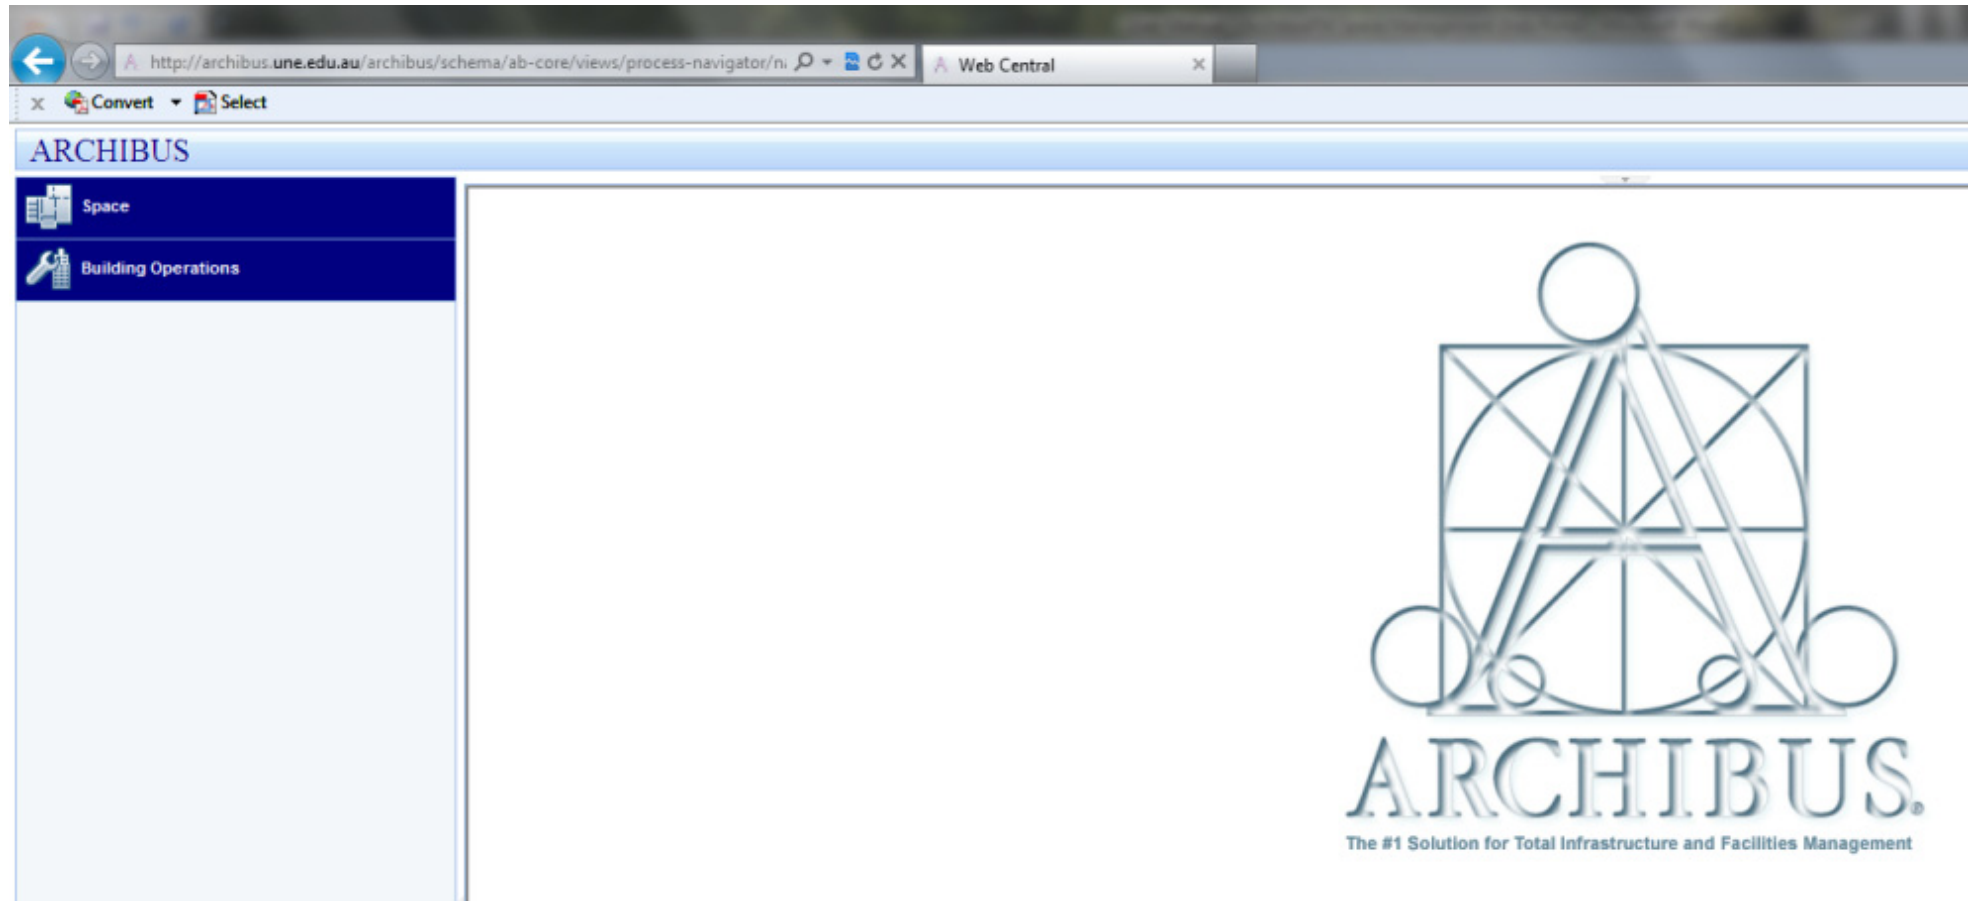 http://archibus.une.edu.au/archibus/schema/ab-core/views/process-navigator/n
Web Central
x Convert Select
ARCHIBUS
Space
Building Operations
ARCHIBUS®
The #1 Solution for Total Infrastructure and Facilities Management